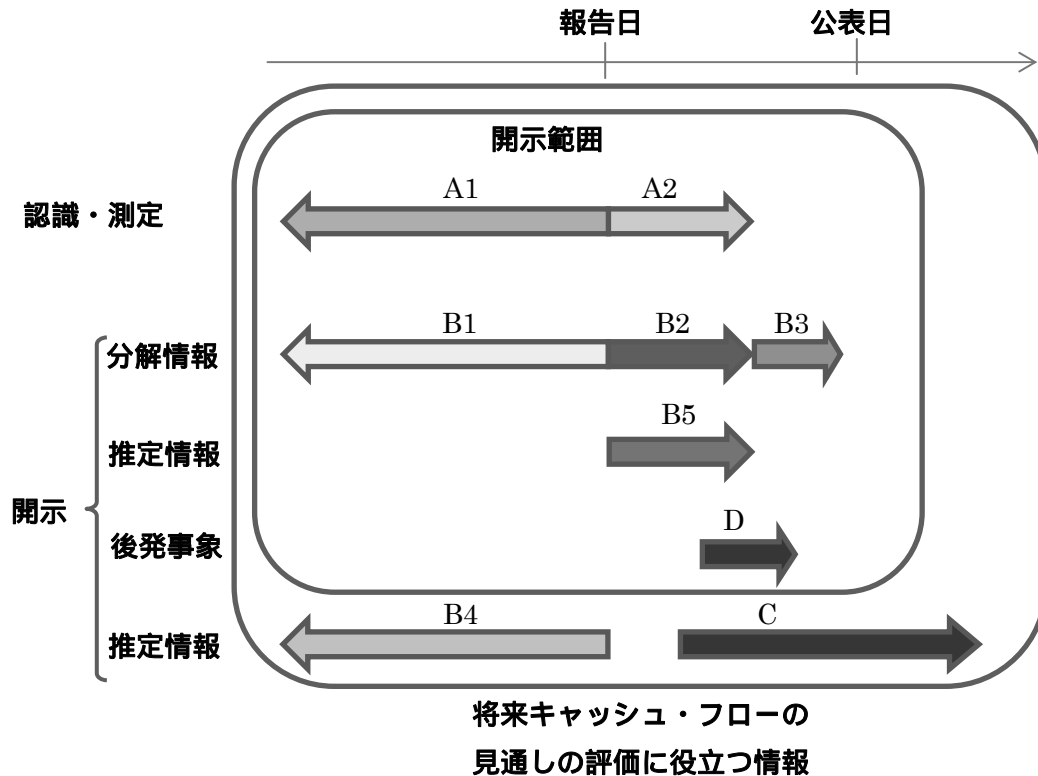 報告日
公表日
開示範囲
認識・測定
A1
A2
分解情報
B1
B2
B3
推定情報
B5
開示
後発事象
D
推定情報
B4
C
将来キャッシュ・フローの
見通しの評価に役立つ情報